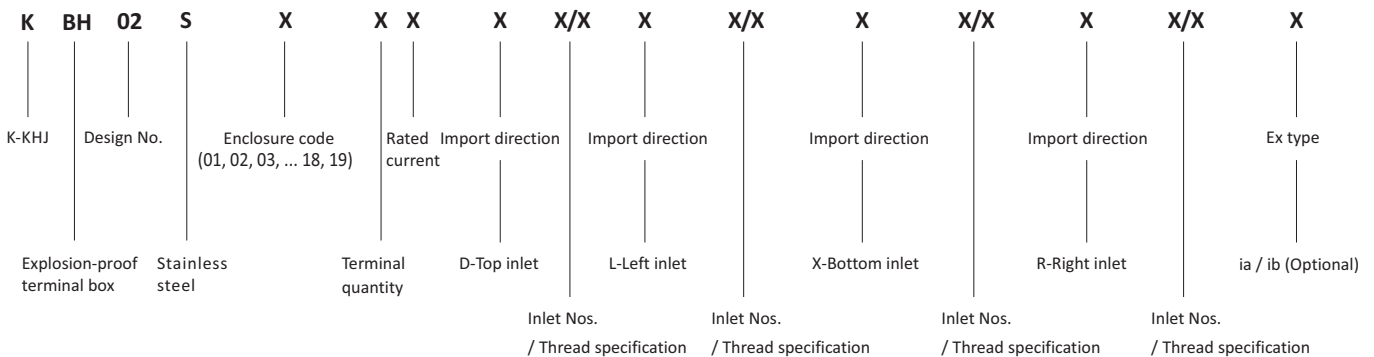 K BH 02 S X X X X X/X X X/X X X/X X X/X X
K-KHJ
Design No.
Enclosure code
(01, 02, 03, ... 18, 19)
Rated
current
Import direction
Import direction
Import direction
Import direction
Ex type
Explosion-proof
terminal box
Stainless
steel
Terminal
quantity
D-Top inlet
L-Left inlet
X-Bottom inlet
R-Right inlet
ia / ib (Optional)
Inlet Nos.
/ Thread specification
Inlet Nos.
/ Thread specification
Inlet Nos.
/ Thread specification
Inlet Nos.
/ Thread specification